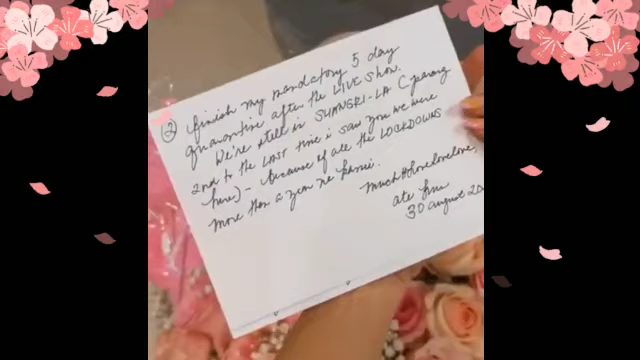 ② finish my mandatory 5 day
quarantine after the LIVE show.
We're still in SHANGRI-LA (parang
2nd to the LAST time i saw you we were
here) - because of all the LOCKDOWNS
more than a year na kami.
much love love love,
ate
30 august 20